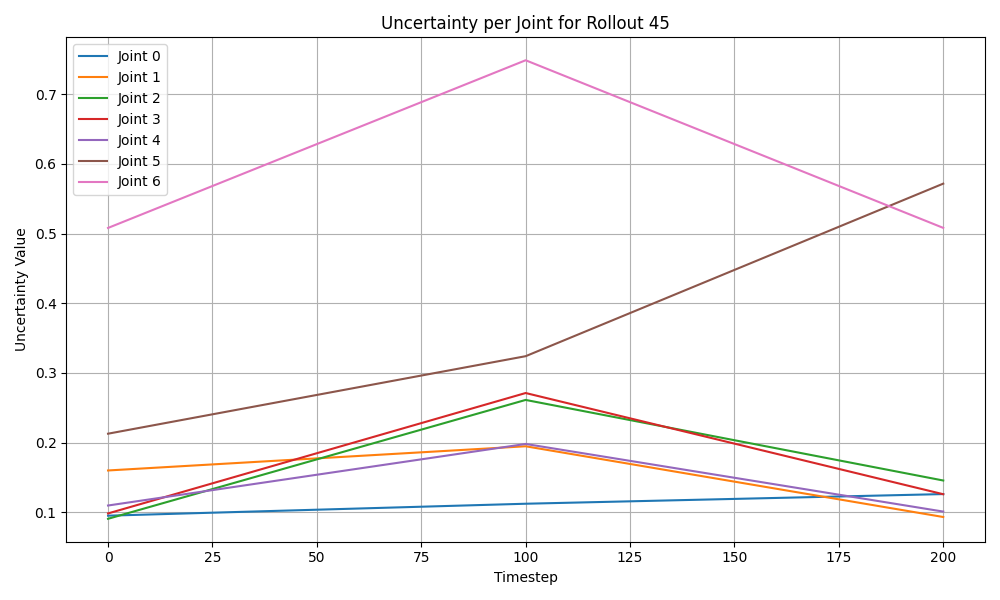 Uncertainty per Joint for Rollout 45
Joint 0
Joint 1
Joint 2
Joint 3
Joint 4
Joint 5
Joint 6
Uncertainty Value
0.7
0.6
0.5
0.4
0.3
0.2
0.1
0 25 50 75 100 125 150 175 200
Timestep